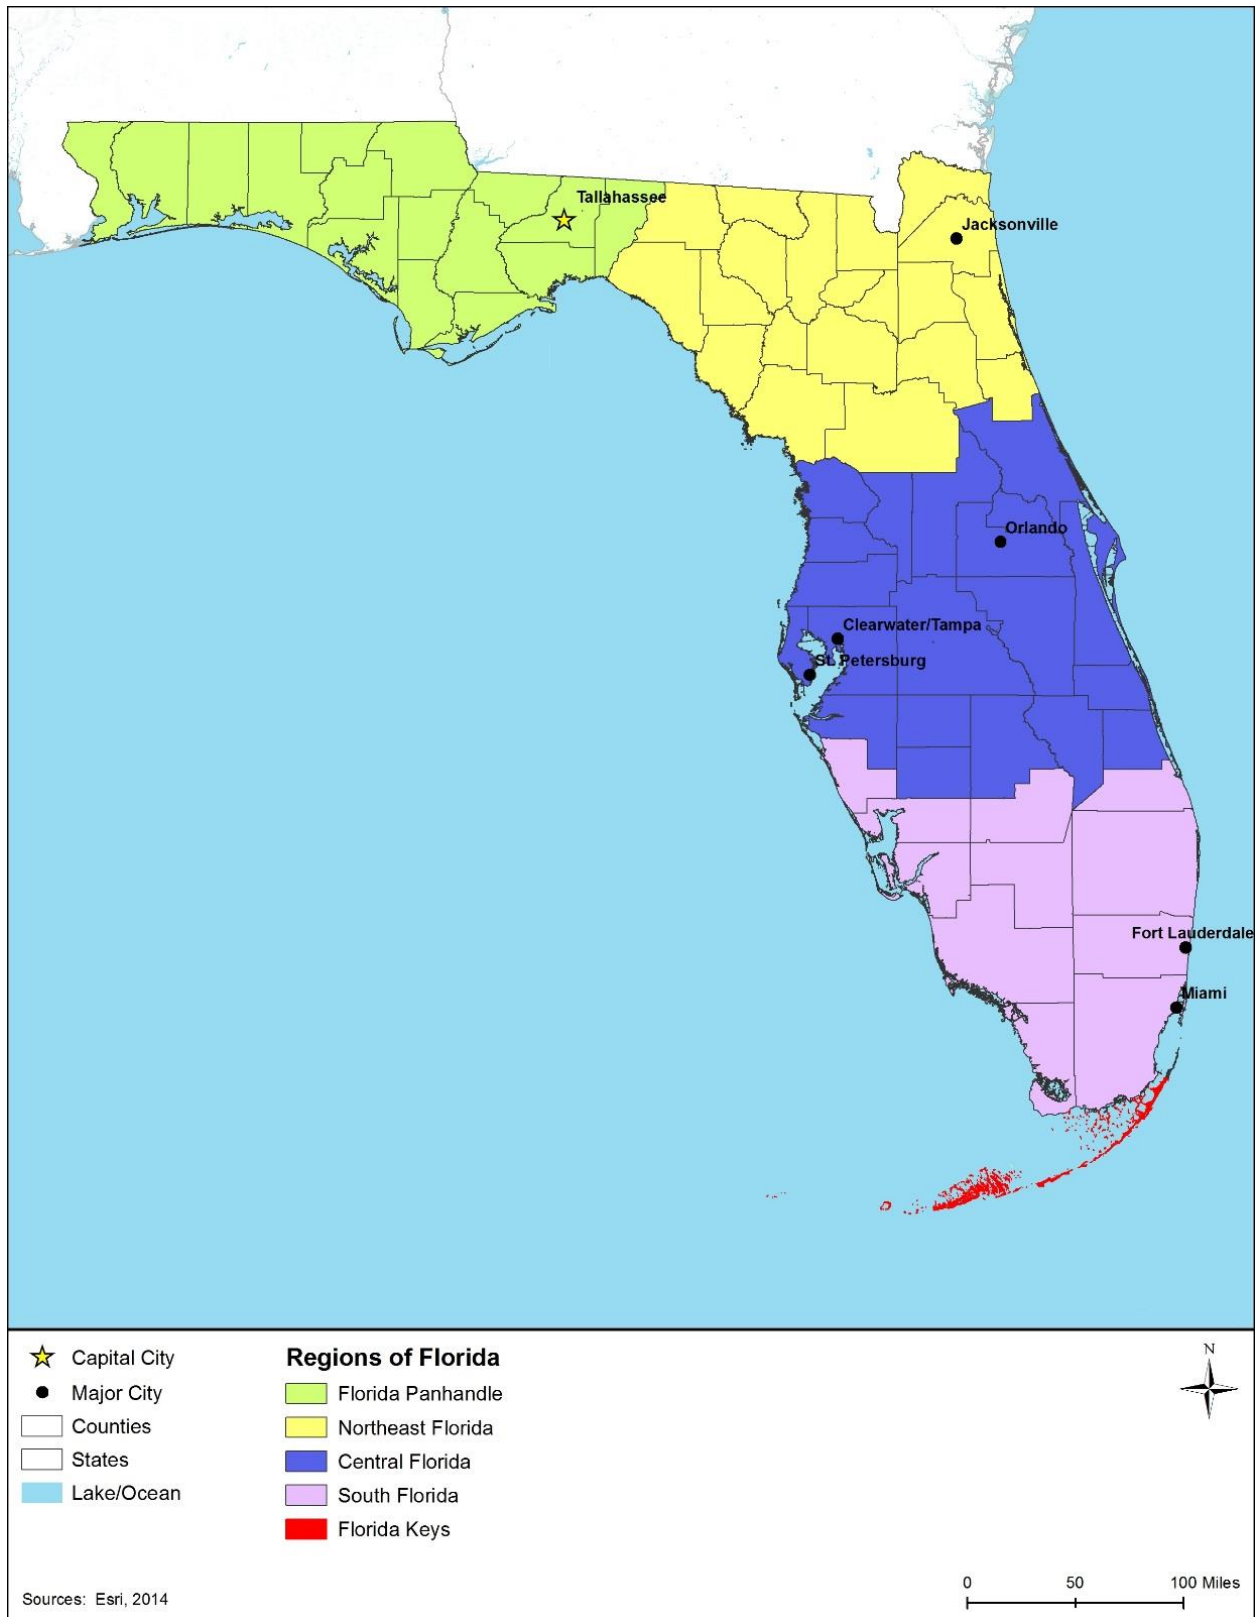 Tallahassee
Jacksonville
Orlando
Clearwater/Tampa
St. Petersburg
Fort Lauderdale
Miami
Capital City
Major City
Counties
States
Lake/Ocean
Regions of Florida
Florida Panhandle
Northeast Florida
Central Florida
South Florida
Florida Keys
N
Sources: Esri, 2014
0 50 100 Miles